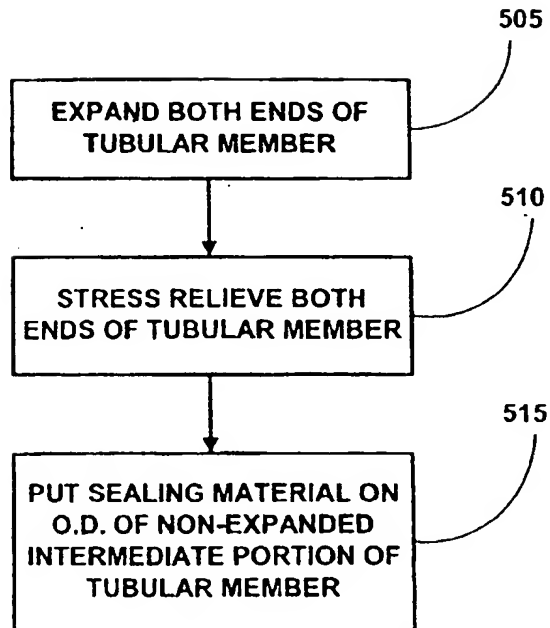 505
EXPAND BOTH ENDS OF
TUBULAR MEMBER
510
STRESS RELIEVE BOTH
ENDS OF TUBULAR MEMBER
515
PUT SEALING MATERIAL ON
O.D. OF NON-EXPANDED
INTERMEDIATE PORTION OF
TUBULAR MEMBER